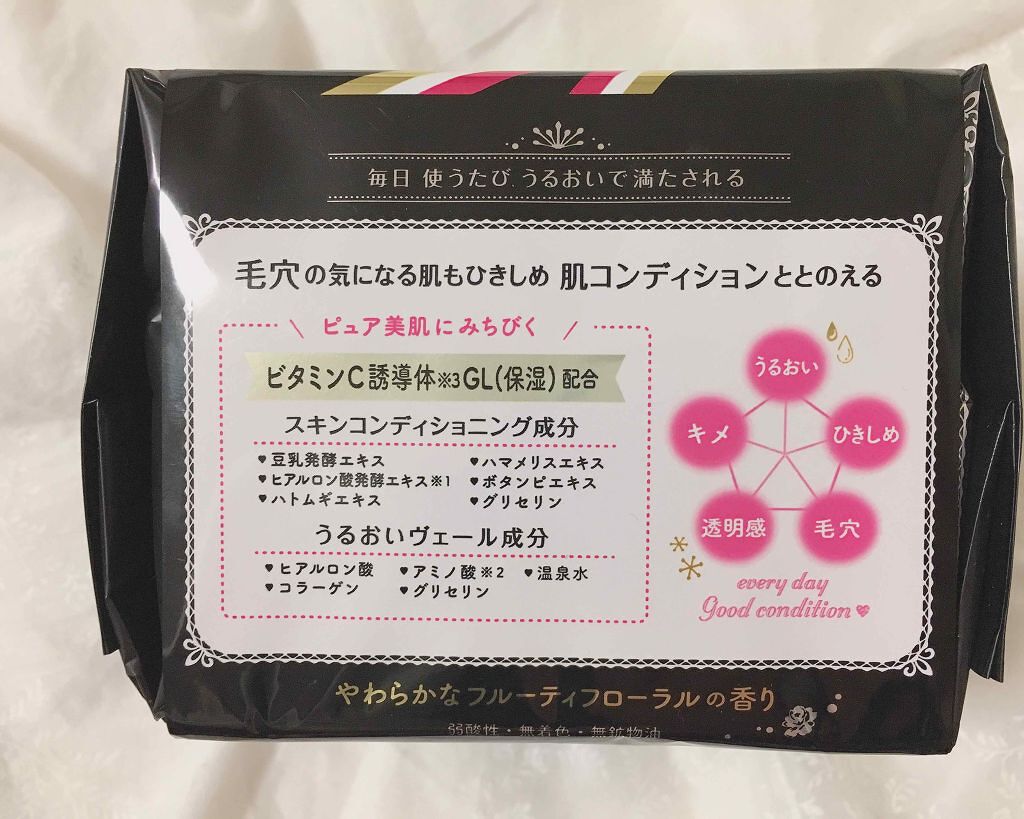 毎日 使うたび うるおいで満たされる
毛穴の気になる肌もひきしめ 肌コンディションととのえる
ピュア美肌にみちびく
ビタミンC誘導体※3GL(保湿)配合
スキンコンディショニング成分
♥豆乳発酵エキス
♥ヒアルロン酸発酵エキス※1
♥ハトムギエキス
♥ハマメリスエキス
♥ボタンピエキス
♥グリセリン
うるおいヴェール成分
♥ヒアルロン酸 ♥アミノ酸※2 ♥温泉水
♥コラーゲン ♥グリセリン
うるおい
キメ
ひきしめ
透明感
毛穴
every day
Good condition♥
やわらかなフルーティフローラルの香り
弱酸性・無着色・無鉱物油